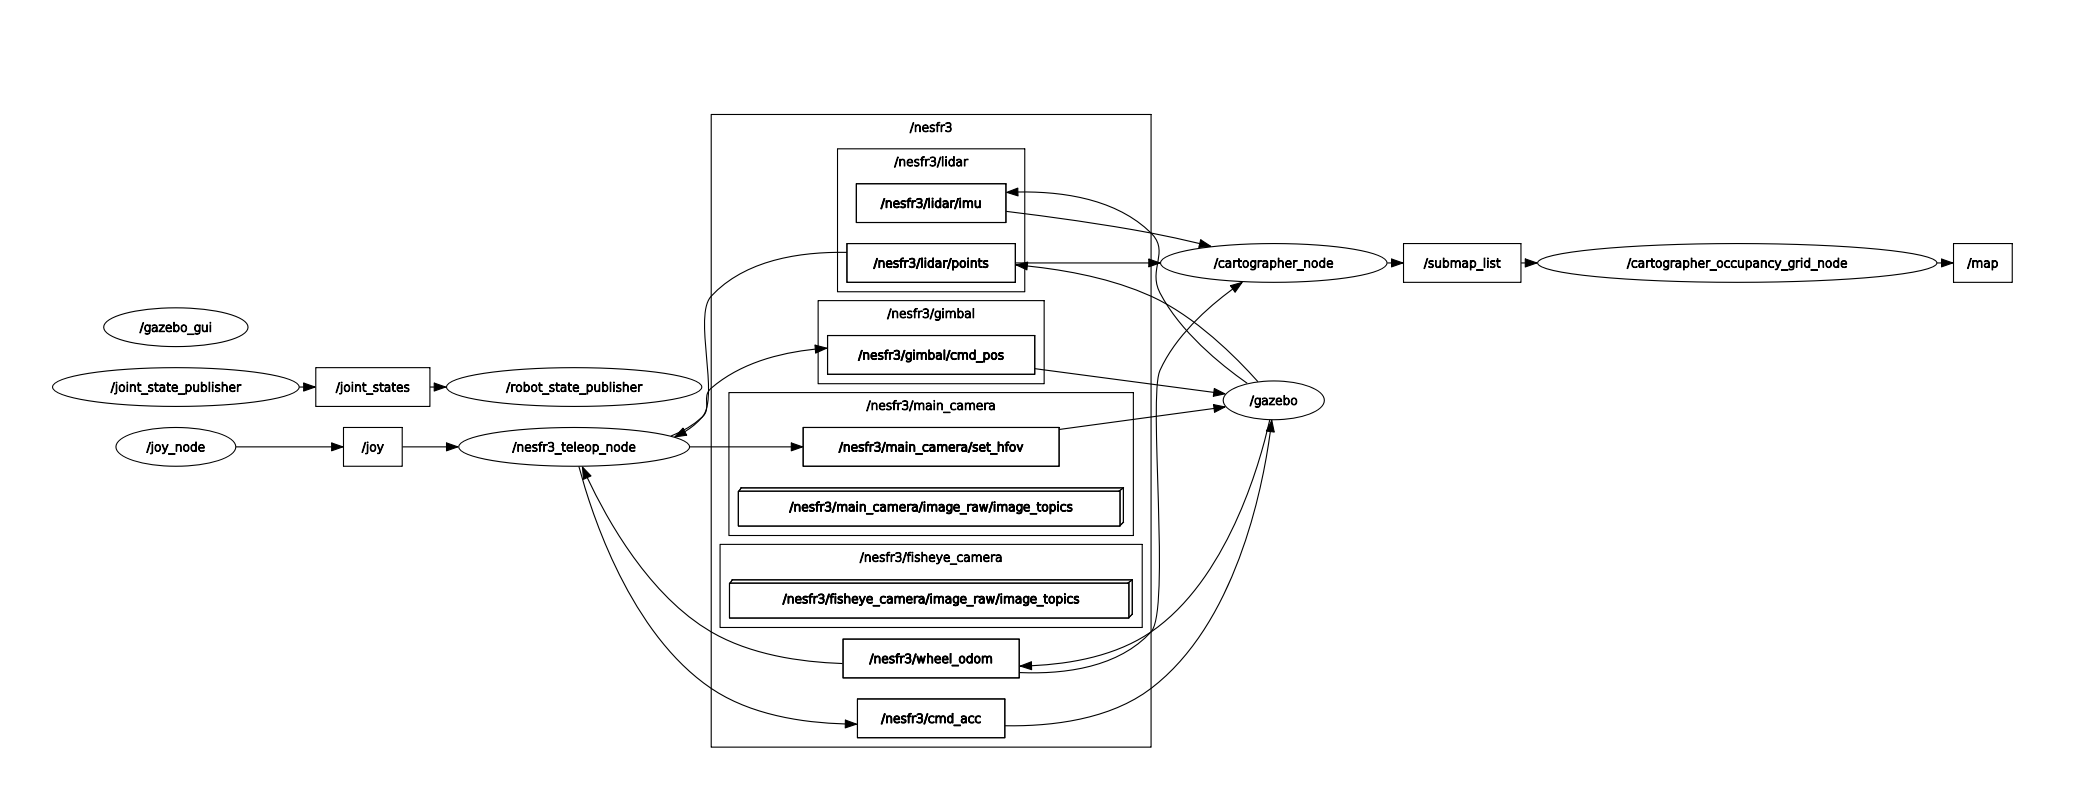 /nesfr3
/nesfr3/lidar
/nesfr3/lidar/imu
/nesfr3/lidar/points
/cartographer_node
/submap_list
/cartographer_occupancy_grid_node
/map
/gazebo_gui
/nesfr3/gimbal
/nesfr3/gimbal/cmd_pos
/joint_state_publisher
/joint_states
/robot_state_publisher
/gazebo
/nesfr3/main_camera
/joy_node
/joy
/nesfr3_teleop_node
/nesfr3/main_camera/set_hfov
/nesfr3/main_camera/image_raw/image_topics
/nesfr3/fisheye_camera
/nesfr3/fisheye_camera/image_raw/image_topics
/nesfr3/wheel_odom
/nesfr3/cmd_acc